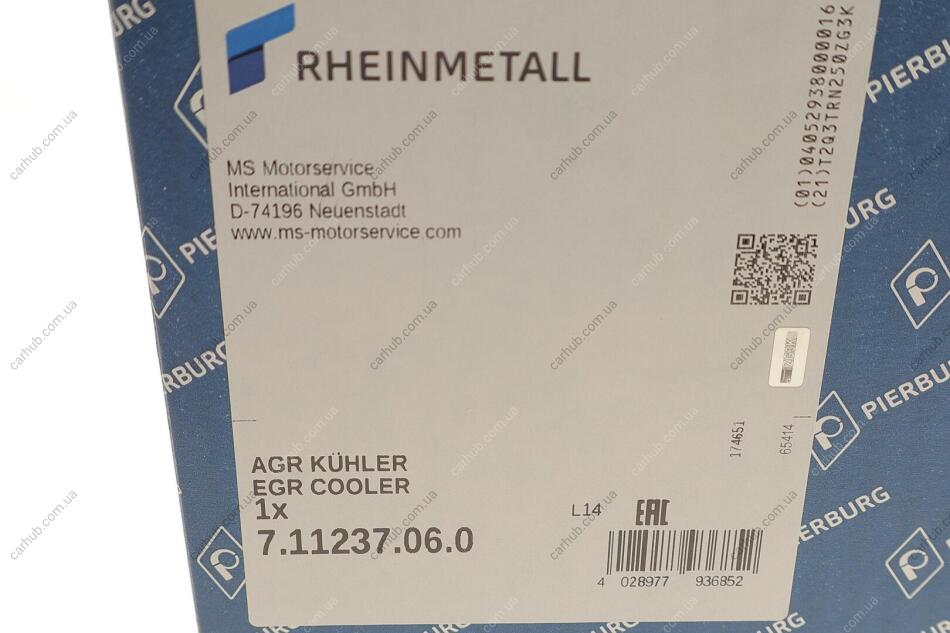 RHEINMETALL
MS Motorservice
International GmbH
D-74196 Neuenstadt
www.ms-motorservice.com
(01)04052938000016
(21)T2Q3TRN250ZG3K
174651
65414
AGR KÜHLER
EGR COOLER
1x
7.11237.06.0
L14
EAC
4 028977 936852
PIERBURG
PIERBURG
PIERBURG
PIERBURG
PIERBURG
carhub.com.ua